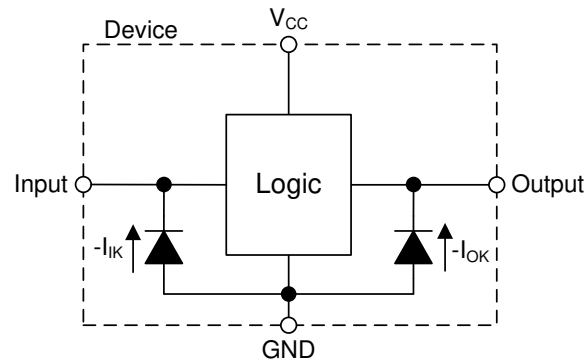 V_CC
Device
Input
Logic
Output
-I_IK
-I_OK
GND